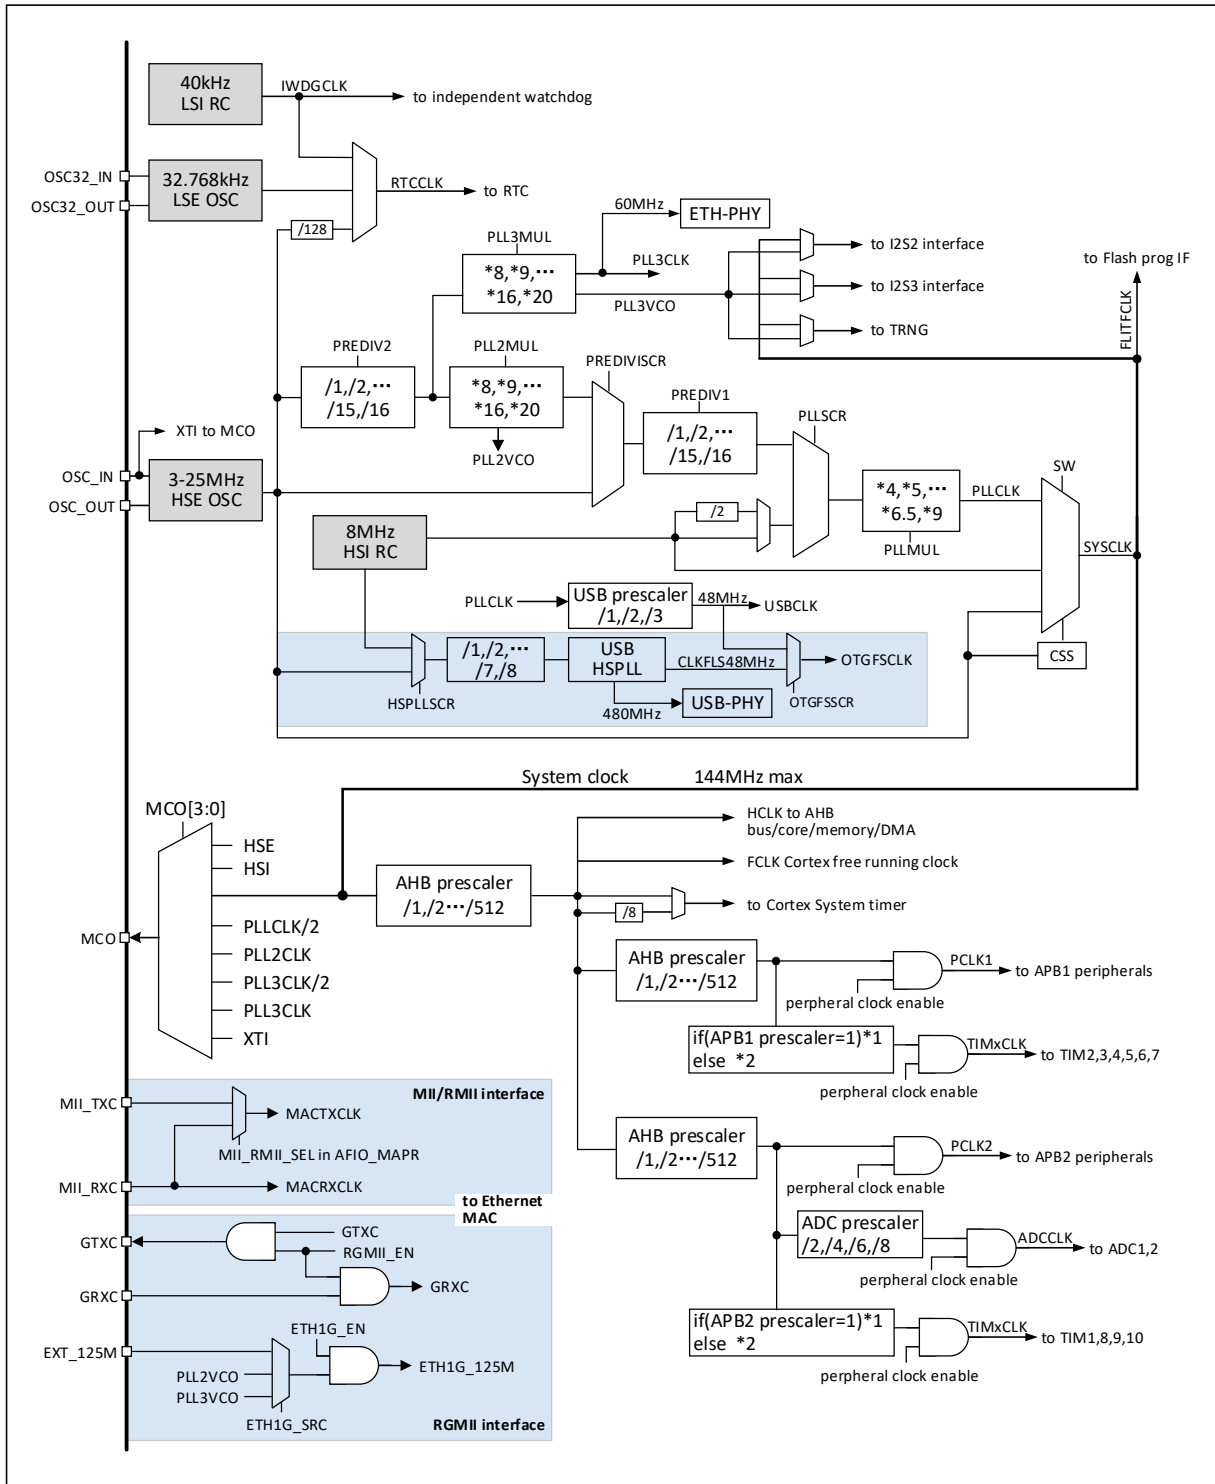 40kHz
LSI RC
IWDGCLK
to independent watchdog
OSC32_IN
OSC32_OUT
32.768kHz
LSE OSC
RTCCLK
to RTC
/128
60MHz
ETH-PHY
PLL3MUL
*8,*9,⋯
*16,*20
PLL3CLK
PLL3VCO
to I2S2 interface
to I2S3 interface
to TRNG
to Flash prog IF
FLITFCLK
PREDIV2
/1,/2,⋯
/15,/16
PLL2MUL
*8,*9,⋯
*16,*20
PLL2VCO
PREDIVISCR
PREDIV1
/1,/2,⋯
/15,/16
PLLSCR
XTI to MCO
OSC_IN
OSC_OUT
3-25MHz
HSE OSC
*4,*5,⋯
*6.5,*9
PLLMUL
PLLCLK
SW
SYSCLK
/2
8MHz
HSI RC
PLLCLK
USB prescaler
/1,/2,/3
48MHz
USBCLK
/1,/2,⋯
/7,/8
USB
HSPLL
CLKFLS48MHz
OTGFSCLK
CSS
HSPLLSCR
480MHz
USB-PHY
OTGFSSCR
System clock 144MHz max
MCO[3:0]
HSE
HSI
PLLCLK/2
PLL2CLK
PLL3CLK/2
PLL3CLK
XTI
MCO
AHB prescaler
/1,/2⋯/512
HCLK to AHB
bus/core/memory/DMA
FCLK Cortex free running clock
/8
to Cortex System timer
AHB prescaler
/1,/2⋯/512
PCLK1
to APB1 peripherals
perpheral clock enable
if(APB1 prescaler=1)*1
else *2
TIMxCLK
to TIM2,3,4,5,6,7
perpheral clock enable
AHB prescaler
/1,/2⋯/512
PCLK2
to APB2 peripherals
perpheral clock enable
ADC prescaler
/2,/4,/6,/8
ADCCLK
to ADC1,2
perpheral clock enable
if(APB2 prescaler=1)*1
else *2
TIMxCLK
to TIM1,8,9,10
perpheral clock enable
MII/RMII interface
MII_TXC
MACTXCLK
MII_RMII_SEL in AFIO_MAPR
MII_RXC
MACRXCLK
to Ethernet
MAC
GTXC
GTXC
RGMII_EN
GRXC
GRXC
ETH1G_EN
EXT_125M
ETH1G_125M
PLL2VCO
PLL3VCO
ETH1G_SRC
RGMII interface